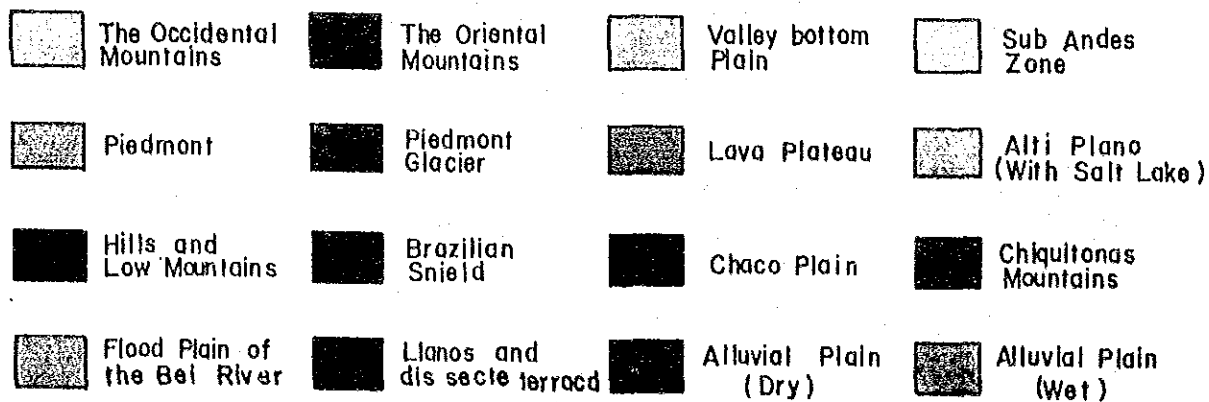 The Occidental
Mountains
The Oriental
Mountains
Valley bottom
Plain
Sub Andes
Zone
Piedmont
Piedmont
Glacier
Lava Plateau
Alti Plano
(With Salt Lake)
Hills and
Low Mountains
Brazilian
Snield
Chaco Plain
Chiquitonas
Mountains
Flood Plain of
the Bei River
Llanos and
dis secte terracd
Alluvial Plain
(Dry)
Alluvial Plain
(Wet)